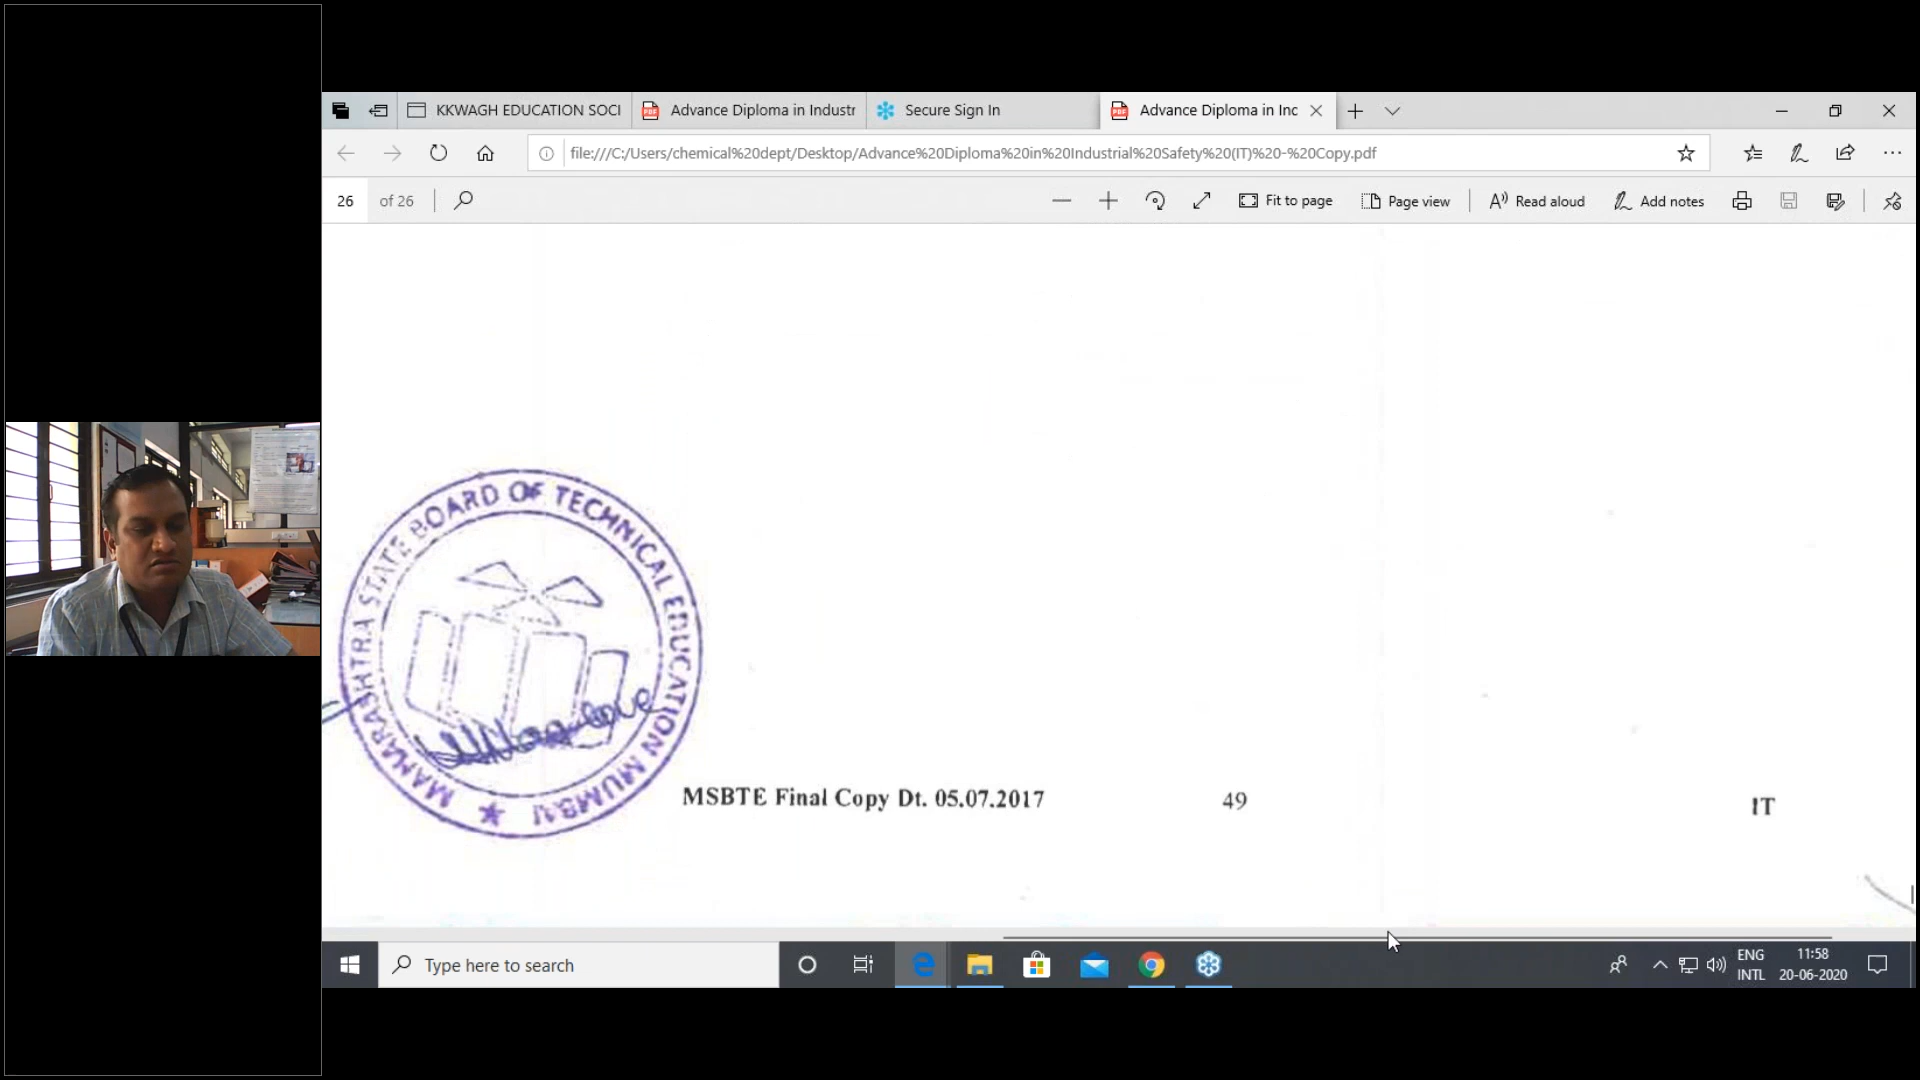 KKWAGH EDUCATION SOCI
Advance Diploma in Industr
Secure Sign In
Advance Diploma in Inc
file:///C:/Users/chemical%20dept/Desktop/Advance%20Diploma%20in%20Industrial%20Safety%20(IT)%20-%20Copy.pdf
26 of 26
Fit to page
Page view
Read aloud
Add notes
MAHARASHTRA STATE BOARD OF TECHNICAL EDUCATION MUMBAI
MSBTE Final Copy Dt. 05.07.2017 49 IT
Type here to search
ENG
INTL
11:58
20-06-2020